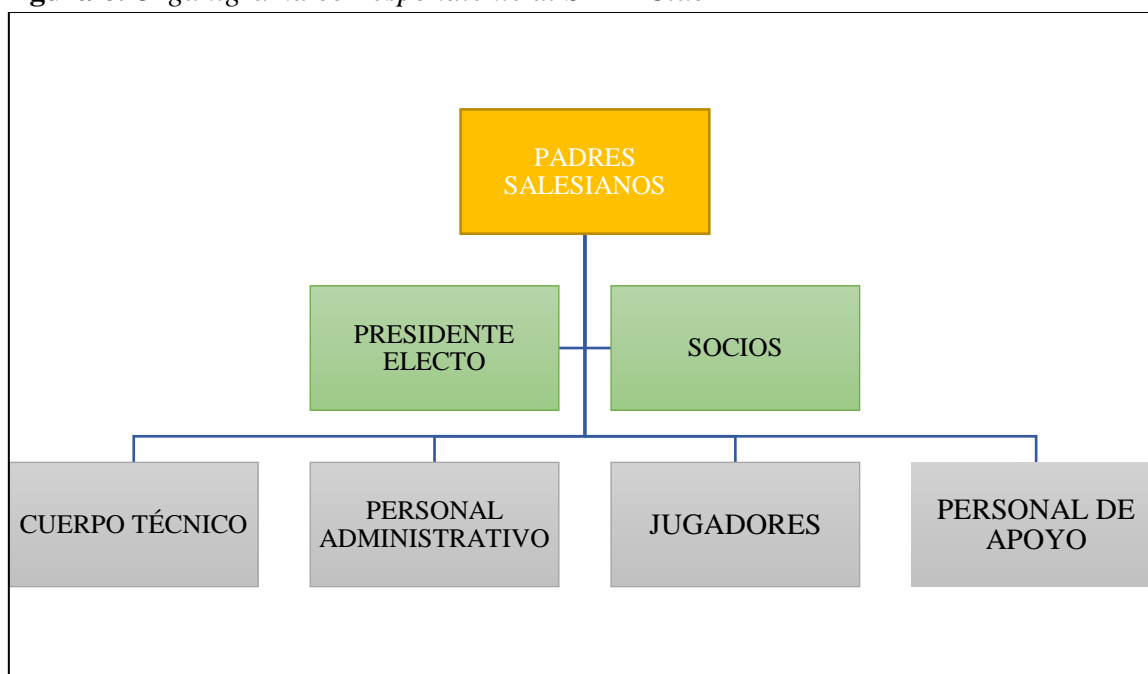 PADRES
SALESIANOS
PRESIDENTE
ELECTO
SOCIOS
CUERPO TÉCNICO
PERSONAL
ADMINISTRATIVO
JUGADORES
PERSONAL DE
APOYO